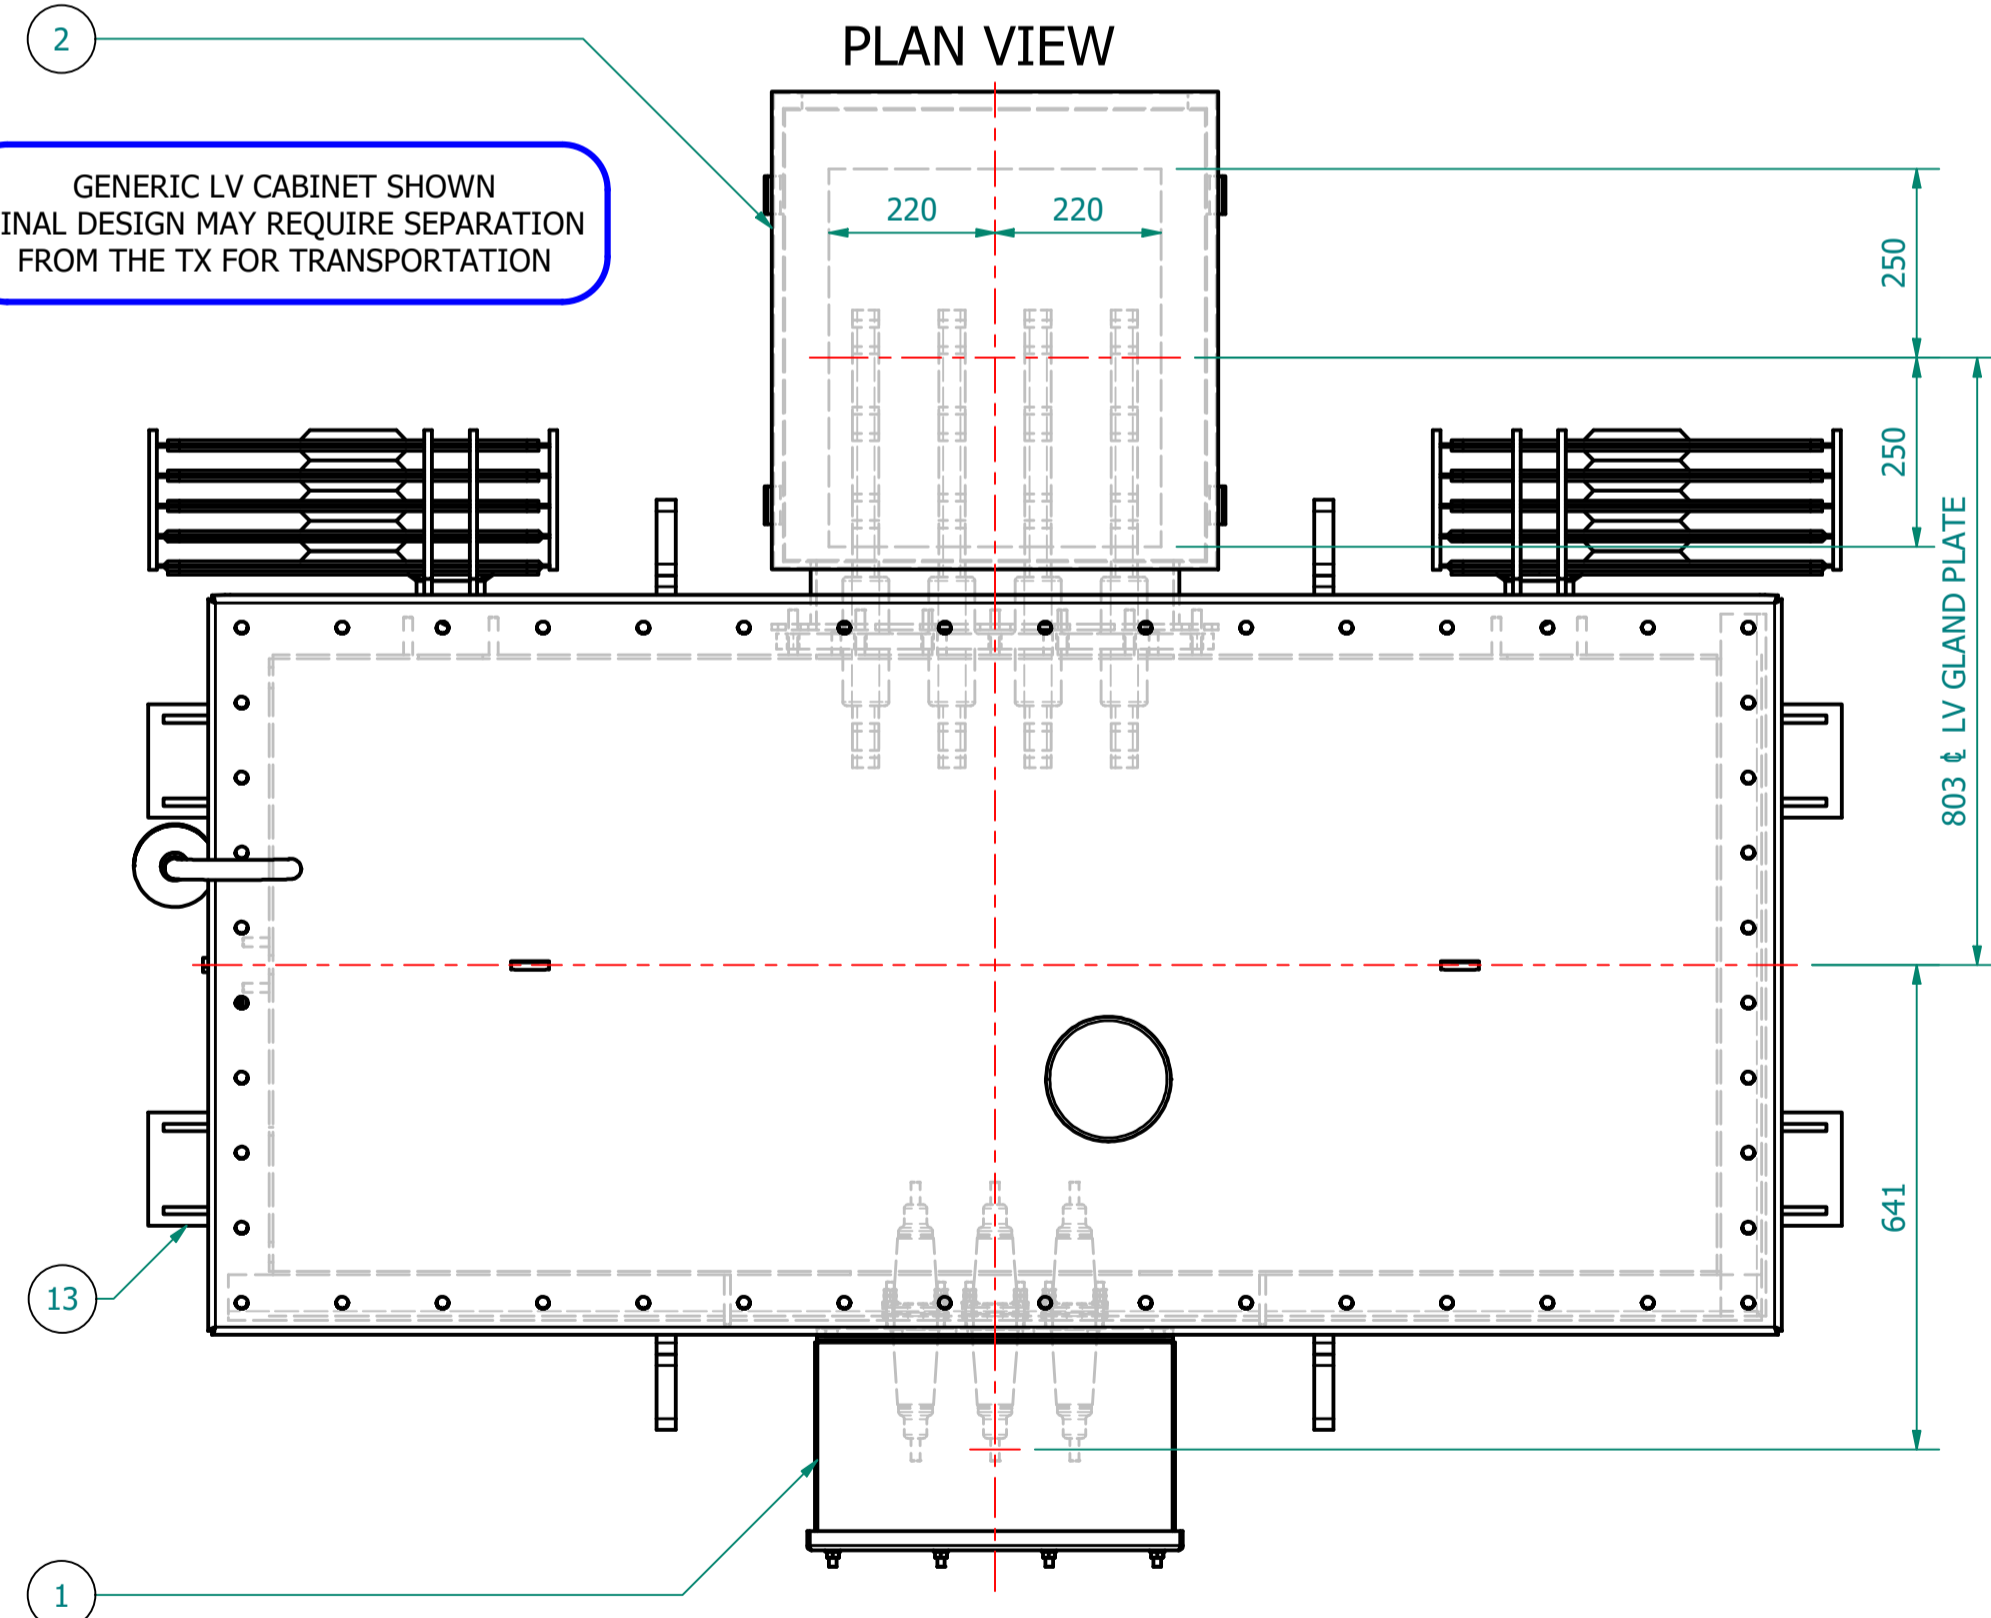 2
PLAN VIEW
GENERIC LV CABINET SHOWN
INAL DESIGN MAY REQUIRE SEPARATION
FROM THE TX FOR TRANSPORTATION
220
220
250
250
803 ℄ LV GLAND PLATE
641
13
1